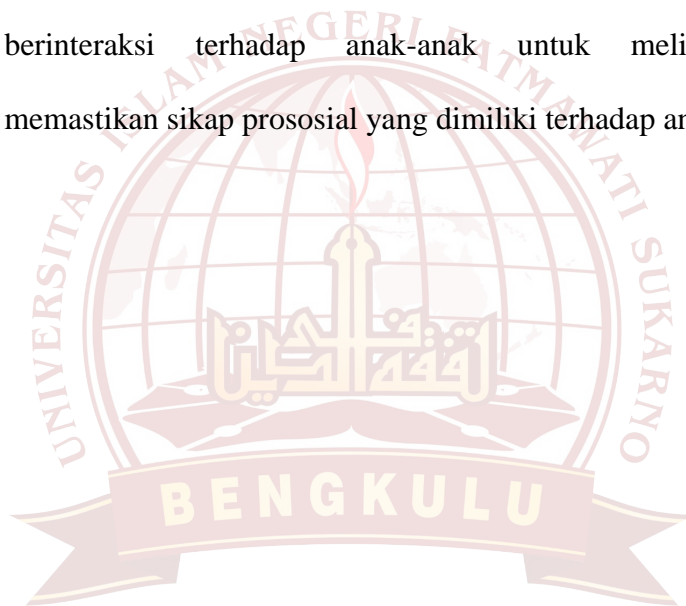 berinteraksi terhadap anak-anak untuk meli
memastikan sikap prososial yang dimiliki terhadap an
UNIVERSITAS ISLAM NEGERI FATMAWATI SUKARNO
BENGKULU